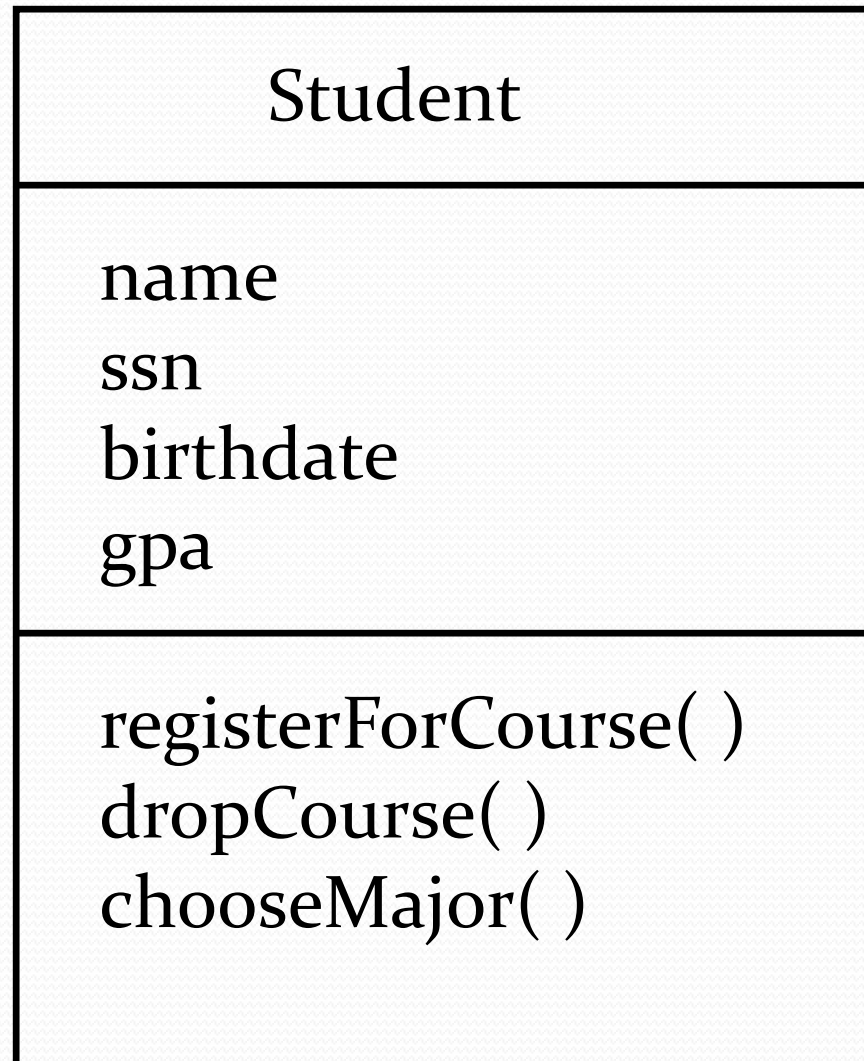 Student
name
ssn
birthdate
gpa
registerForCourse( )
dropCourse( )
chooseMajor( )